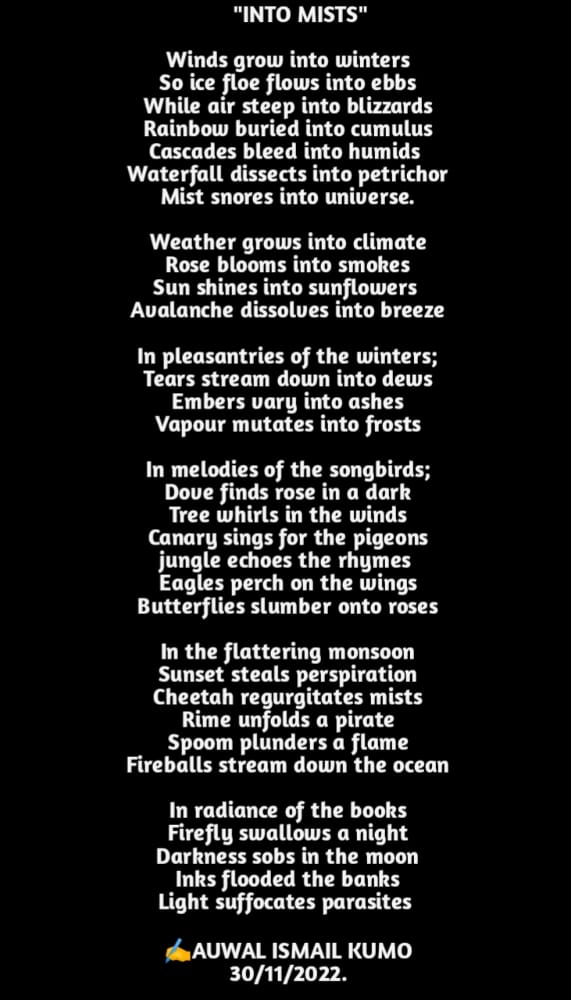 "INTO MISTS"
Winds grow into winters
So ice floe flows into ebbs
While air steep into blizzards
Rainbow buried into cumulus
Cascades bleed into humids
Waterfall dissects into petrichor
Mist snores into universe.
Weather grows into climate
Rose blooms into smokes
Sun shines into sunflowers
Avalanche dissolves into breeze
In pleasantries of the winters;
Tears stream down into dews
Embers vary into ashes
Vapour mutates into frosts
In melodies of the songbirds;
Dove finds rose in a dark
Tree whirls in the winds
Canary sings for the pigeons
jungle echoes the rhymes
Eagles perch on the wings
Butterflies slumber onto roses
In the flattering monsoon
Sunset steals perspiration
Cheetah regurgitates mists
Rime unfolds a pirate
Spoom plunders a flame
Fireballs stream down the ocean
In radiance of the books
Firefly swallows a night
Darkness sobs in the moon
Inks flooded the banks
Light suffocates parasites
✍️AUWAL ISMAIL KUMO
30/11/2022.